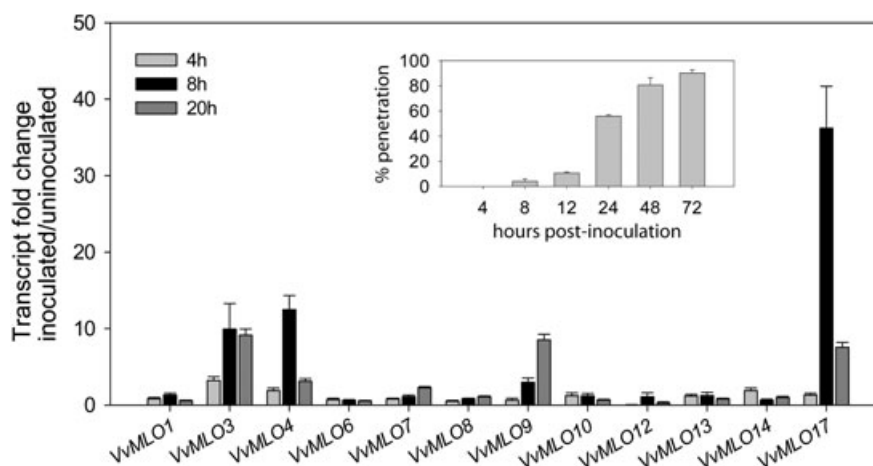 Transcript fold change
inoculated/uninoculated
50
40
30
20
10
0
4h
8h
20h
% penetration
100
80
60
40
20
0
4 8 12 24 48 72
hours post-inoculation
VvMLO1 VvMLO3 VvMLO4 VvMLO6 VvMLO7 VvMLO8 VvMLO9 VvMLO10 VvMLO12 VvMLO13 VvMLO14 VvMLO17